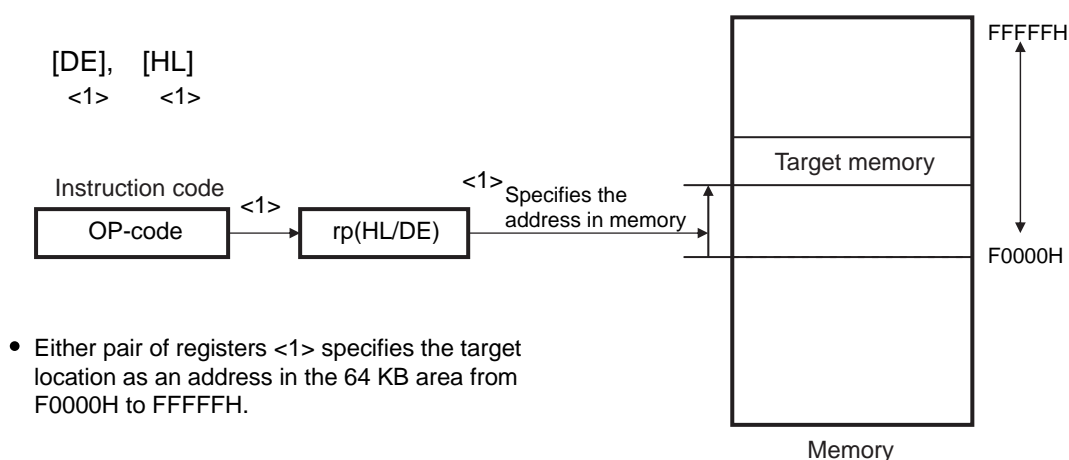 [DE], [HL]
<1> <1>
FFFFFH
Target memory
Instruction code
<1>
OP-code
rp(HL/DE)
<1>
Specifies the
address in memory
F0000H
• Either pair of registers <1> specifies the target
location as an address in the 64 KB area from
F0000H to FFFFFH.
Memory